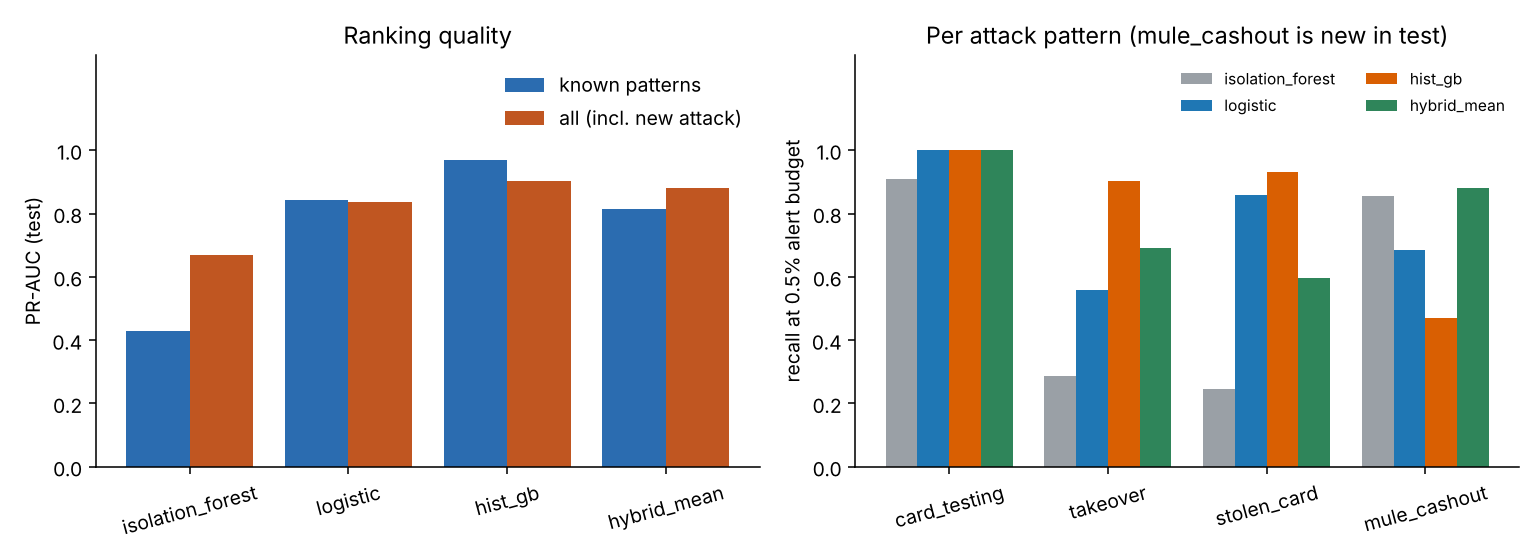 Ranking quality
known patterns
all (incl. new attack)
PR-AUC (test)
1.0
0.8
0.6
0.4
0.2
0.0
isolation_forest
logistic
hist_gb
hybrid_mean
Per attack pattern (mule_cashout is new in test)
isolation_forest
logistic
hist_gb
hybrid_mean
recall at 0.5% alert budget
1.0
0.8
0.6
0.4
0.2
0.0
card_testing
takeover
stolen_card
mule_cashout